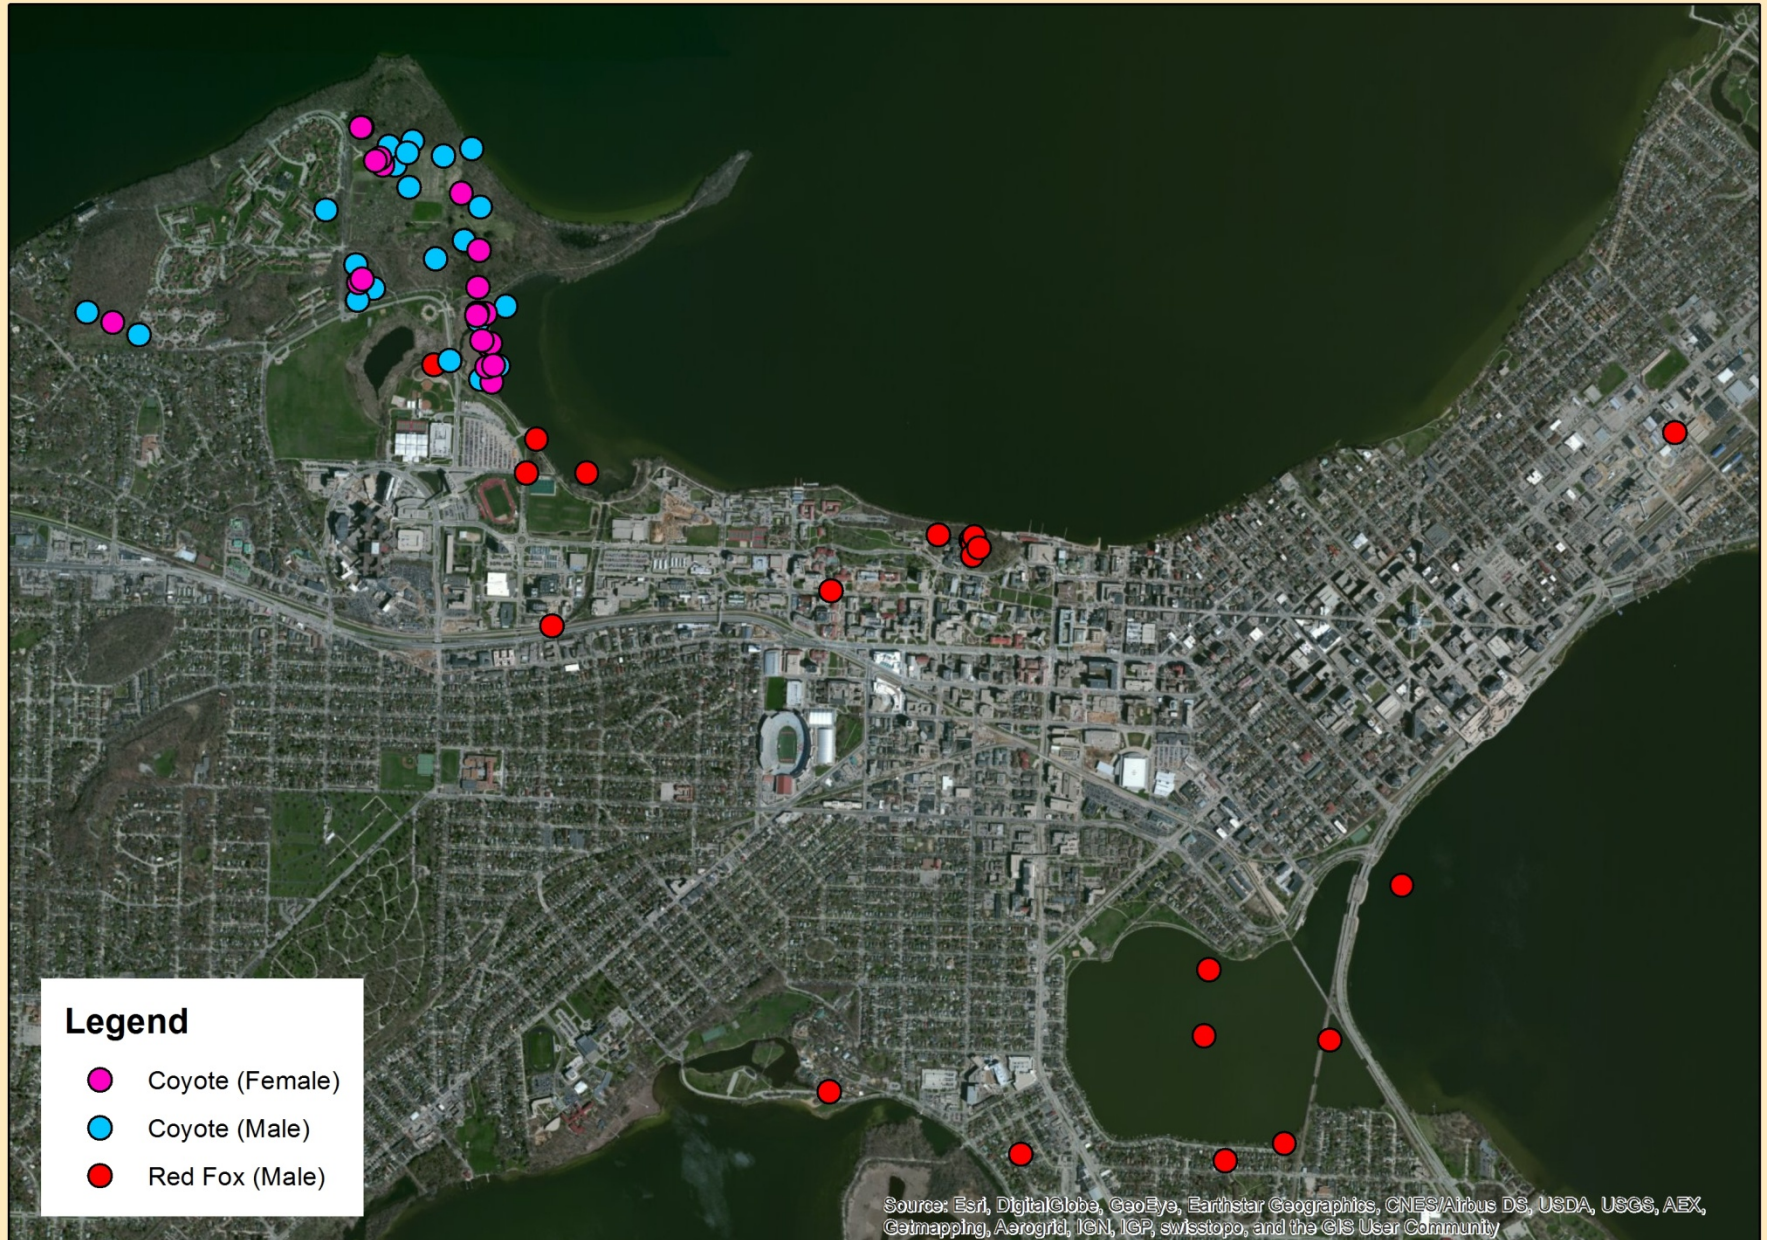 Legend
Coyote (Female)
Coyote (Male)
Red Fox (Male)
Source: Esri, DigitalGlobe, GeoEye, Earthstar Geographics, CNES/Airbus DS, USDA, USGS, AEX,
Getmapping, Aerogrid, IGN, IGP, swisstopo, and the GIS User Community